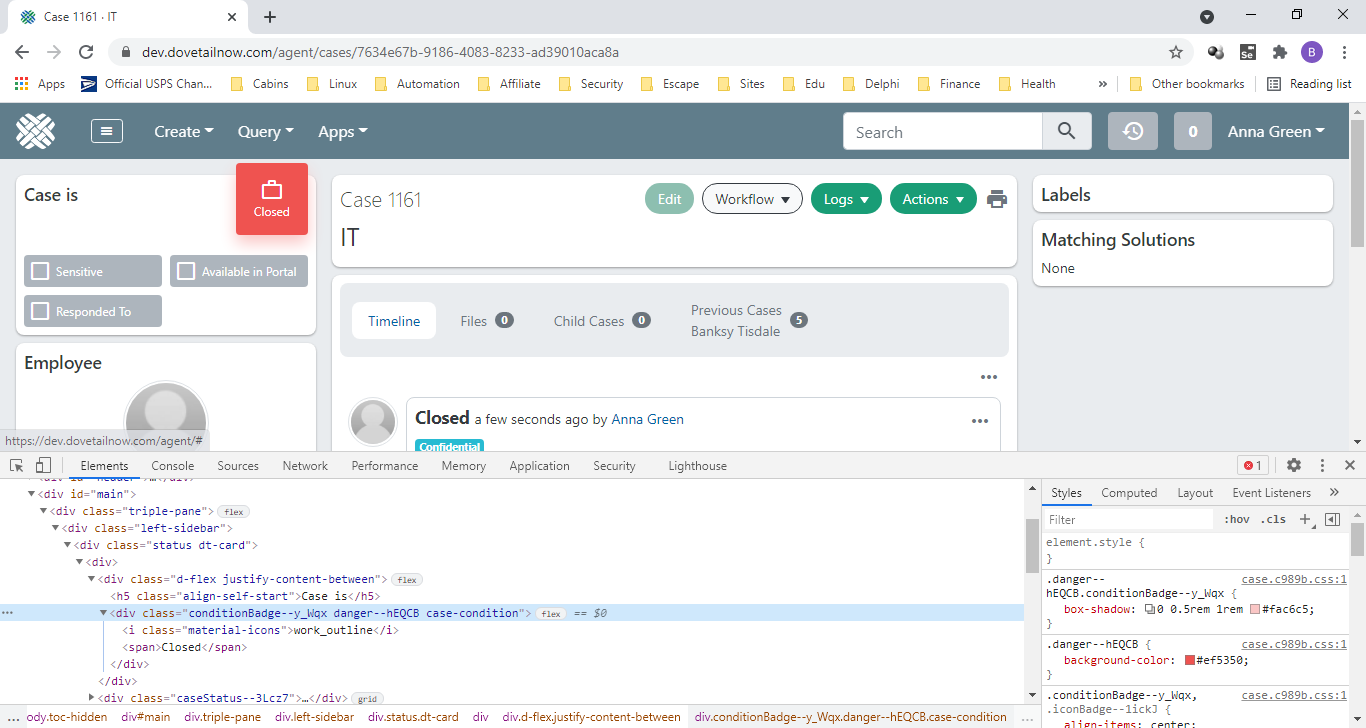 Case 1161 · IT
dev.dovetailnow.com/agent/cases/7634e67b-9186-4083-8233-ad39010aca8a
Se
B
Apps Official USPS Chan... Cabins Linux Automation Affiliate Security Escape Sites Edu Delphi Finance Health » Other bookmarks Reading list
Create Query Apps Search 0 Anna Green
Case is
Closed
Sensitive
Available in Portal
Responded To
Employee
Case 1161
Edit Workflow Logs Actions
IT
Timeline Files 0 Child Cases 0 Previous Cases
Banksy Tisdale 5
Closed a few seconds ago by Anna Green
Confidential
Labels
Matching Solutions
None
https://dev.dovetailnow.com/agent/#
Elements Console Sources Network Performance Memory Application Security Lighthouse 1
<div id="header">…</div>
<div id="main">
<div class="triple-pane"> flex
<div class="left-sidebar">
<div class="status dt-card">
<div>
<div class="d-flex justify-content-between"> flex
<h5 class="align-self-start">Case is</h5>
<div class="conditionBadge--y_Wqx danger--hEQCB case-condition"> flex == $0
<i class="material-icons">work_outline</i>
<span>Closed</span>
</div>
</div>
<div class="caseStatus--3Lcz7">…</div> grid
... ody.toc-hidden div#main div.triple-pane div.left-sidebar div.status.dt-card div div.d-flex.justify-content-between div.conditionBadge--y_Wqx.danger--hEQCB.case-condition ...
Styles Computed Layout Event Listeners »
Filter :hov .cls +
element.style {
}
.danger-- case.c989b.css:1
hEQCB.conditionBadge--y_Wqx {
box-shadow: 0 0.5rem 1rem #fac6c5;
}
.danger--hEQCB { case.c989b.css:1
background-color: #ef5350;
}
.conditionBadge--y_Wqx, case.c989b.css:1
.iconBadge--1ickJ {
align-items: center;